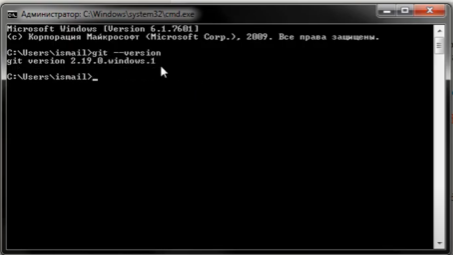 Администратор: C:\Windows\system32\cmd.exe
Microsoft Windows [Version 6.1.7601]
(c) Корпорация Майкрософт (Microsoft Corp.), 2009. Все права защищены.
C:\Users\ismail>git --version
git version 2.19.0.windows.1
C:\Users\ismail>_